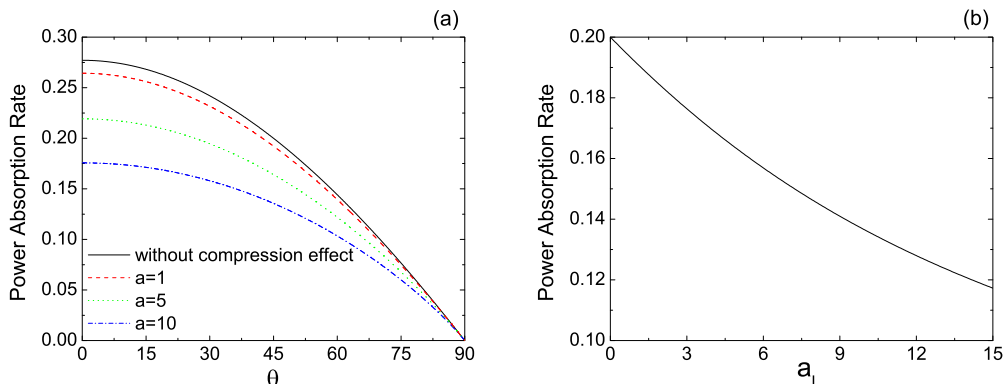 (a)
0.30
0.25
0.20
0.15
0.10
0.05
0.00
Power Absorption Rate
without compression effect
a=1
a=5
a=10
0 15 30 45 60 75 90
θ
(b)
0.20
0.18
0.16
0.14
0.12
0.10
Power Absorption Rate
0 3 6 9 12 15